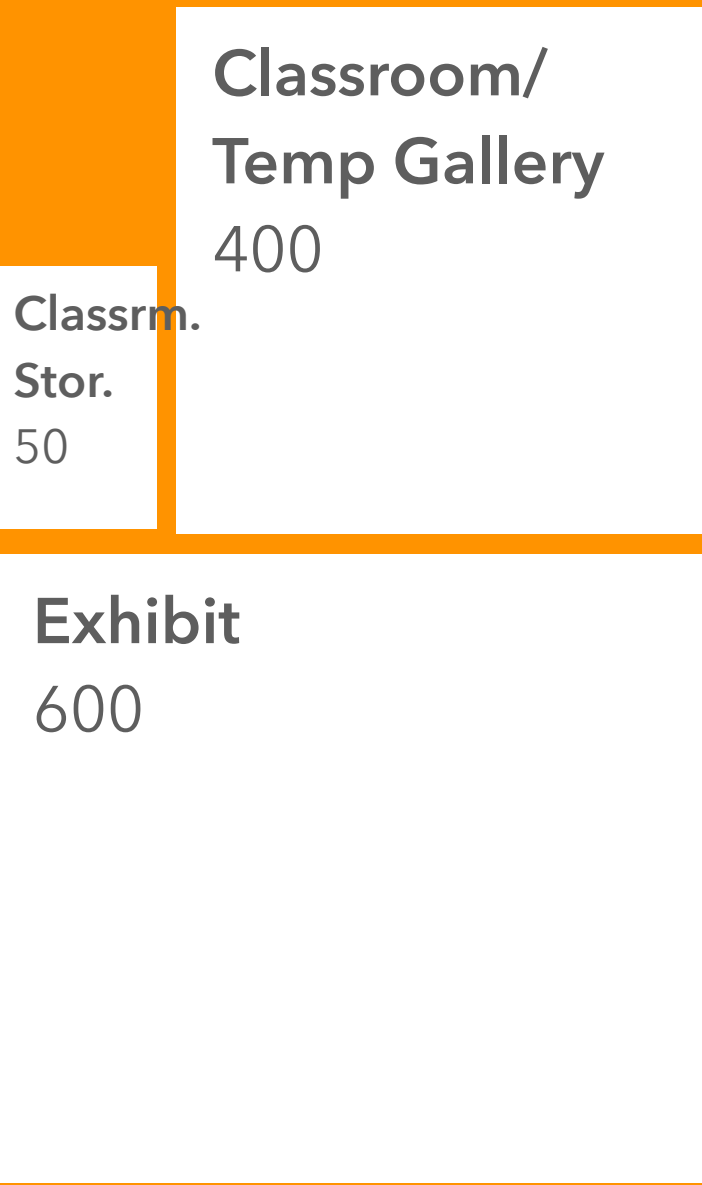 Classroom/
Temp Gallery
400
Classrm.
Stor.
50
Exhibit
600